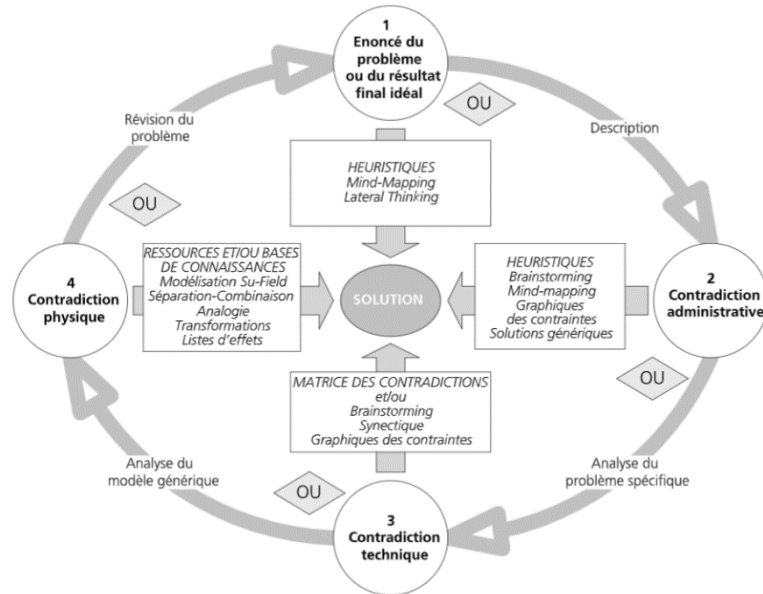 1
Enoncé du
problème
ou du résultat
final idéal
OU
Description
Révision du
problème
HEURISTIQUES
Mind-Mapping
Lateral Thinking
OU
4
Contradiction
physique
RESSOURCES ET/OU BASES
DE CONNAISSANCES
Modélisation Su-Field
Séparation-Combinaison
Analogie
Transformations
Listes d'effets
SOLUTION
HEURISTIQUES
Brainstorming
Mind-mapping
Graphiques
des contraintes
Solutions génériques
2
Contradiction
administrative
OU
MATRICE DES CONTRADICTIONS
et/ou
Brainstorming
Synectique
Graphiques des contraintes
Analyse du
modèle générique
OU
Analyse du
problème spécifique
3
Contradiction
technique